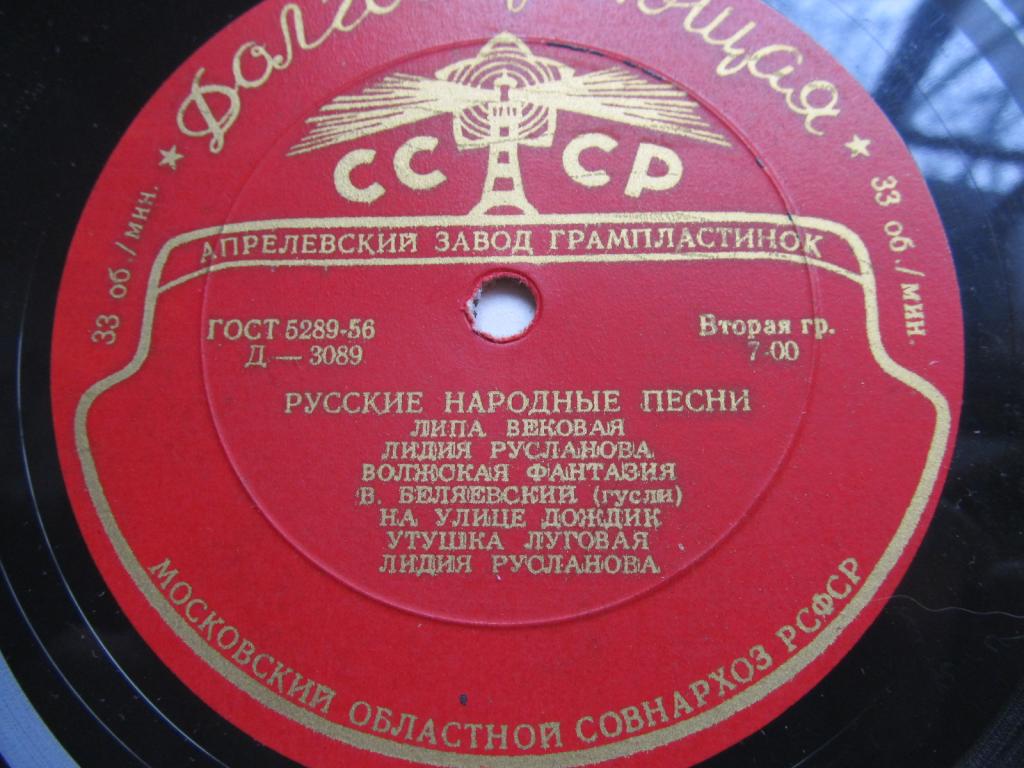 33 об./мин.
33 об./мин.
СССР
АПРЕЛЕВСКИЙ ЗАВОД ГРАМПЛАСТИНОК
ГОСТ 5289-56
Д — 3089
Вторая гр.
7-00
РУССКИЕ НАРОДНЫЕ ПЕСНИ
ЛИПА ВЕКОВАЯ
ЛИДИЯ РУСЛАНОВА
ВОЛЖСКАЯ ФАНТАЗИЯ
В. БЕЛЯЕВСКИЙ (гусли)
НА УЛИЦЕ ДОЖДИК
УТУШКА ЛУГОВАЯ
ЛИДИЯ РУСЛАНОВА
МОСКОВСКИЙ ОБЛАСТНОЙ СОВНАРХОЗ РСФСР